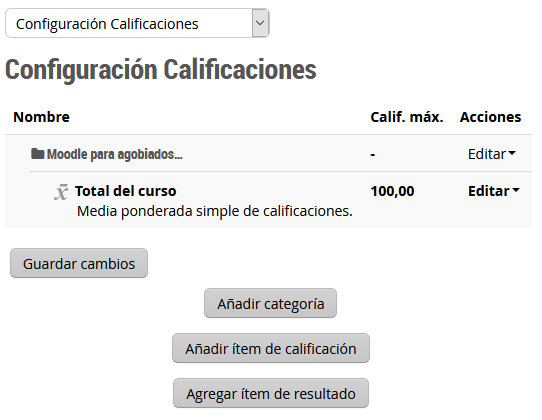 Configuración Calificaciones
Configuración Calificaciones
Nombre Calif. máx. Acciones
Moodle para agobiados... - Editar
x̄ Total del curso 100,00 Editar
Media ponderada simple de calificaciones.
Guardar cambios
Añadir categoría
Añadir ítem de calificación
Agregar ítem de resultado